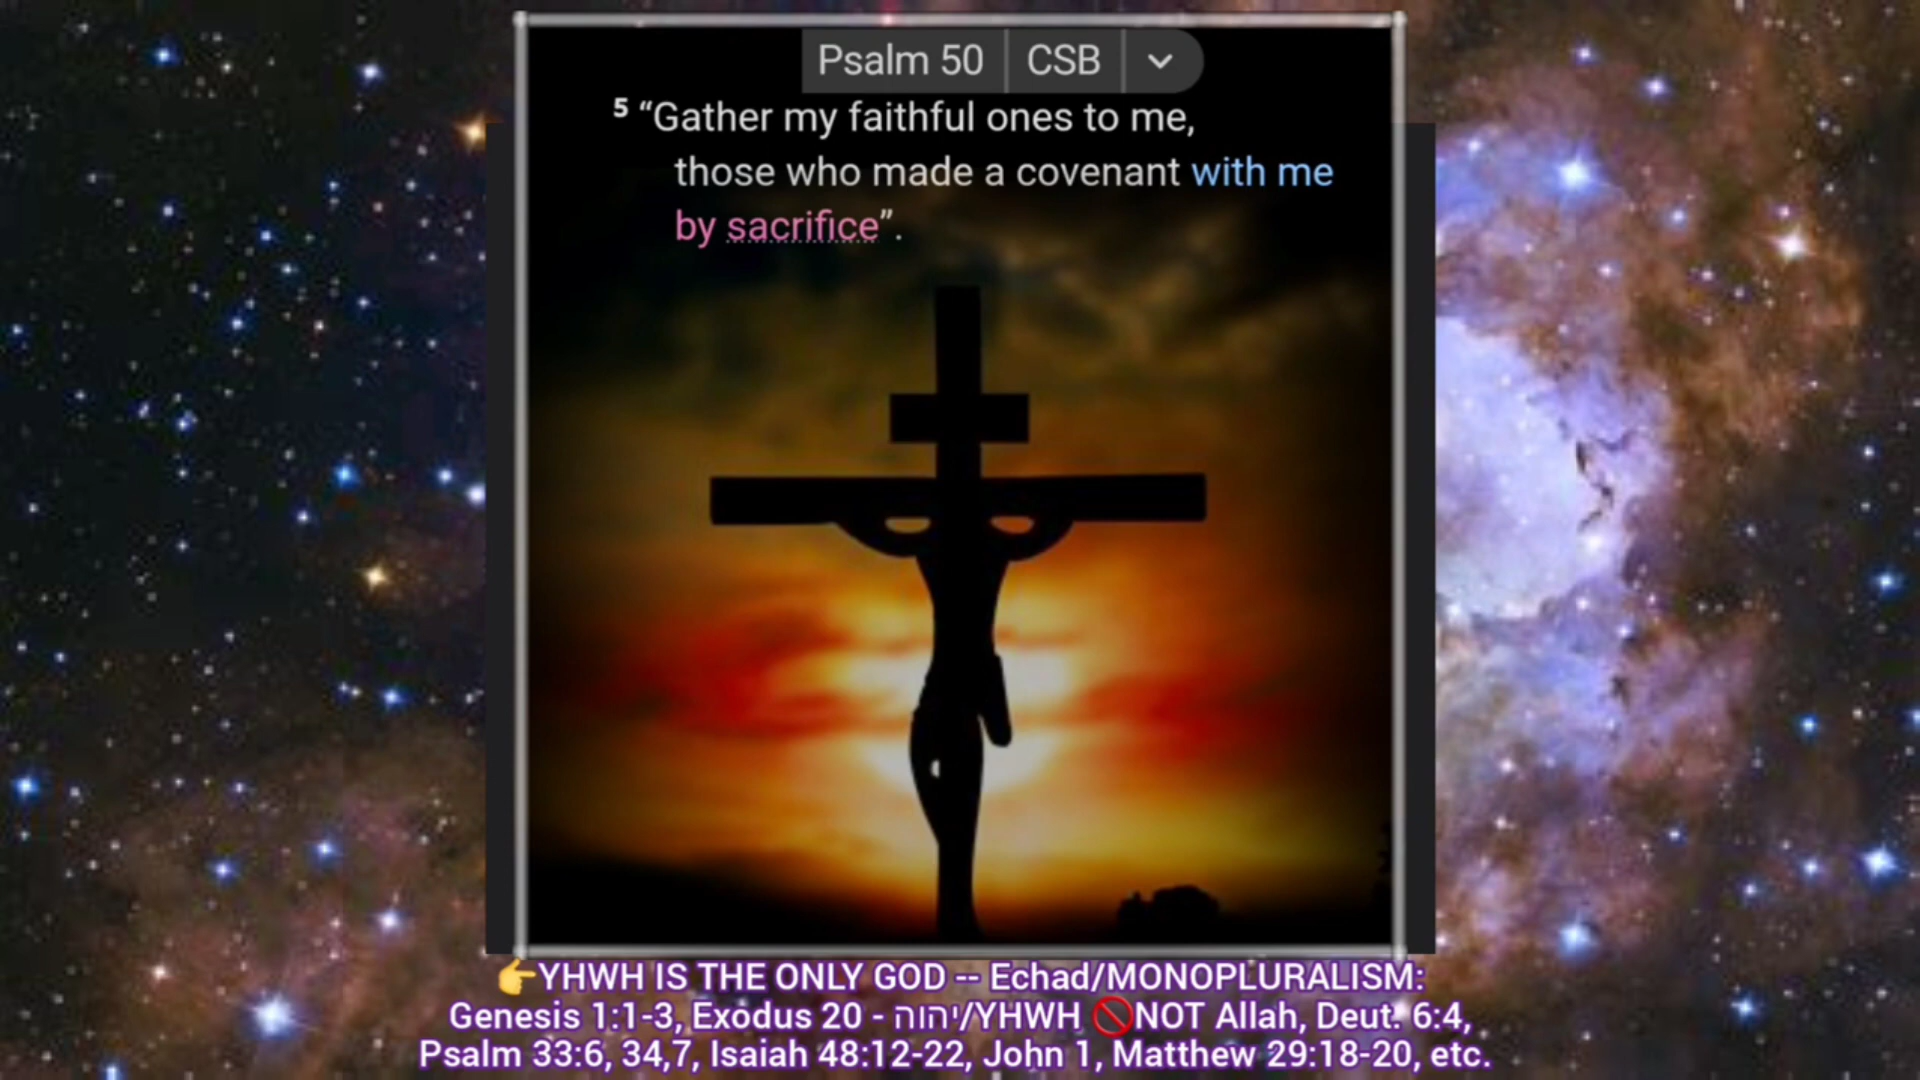 Psalm 50 CSB
5 “Gather my faithful ones to me,
those who made a covenant with me
by sacrifice”.
👉YHWH IS THE ONLY GOD -- Echad/MONOPLURALISM:
Genesis 1:1-3, Exodus 20 - יהוה/YHWH 🚫NOT Allah, Deut. 6:4,
Psalm 33:6, 34,7, Isaiah 48:12-22, John 1, Matthew 29:18-20, etc.